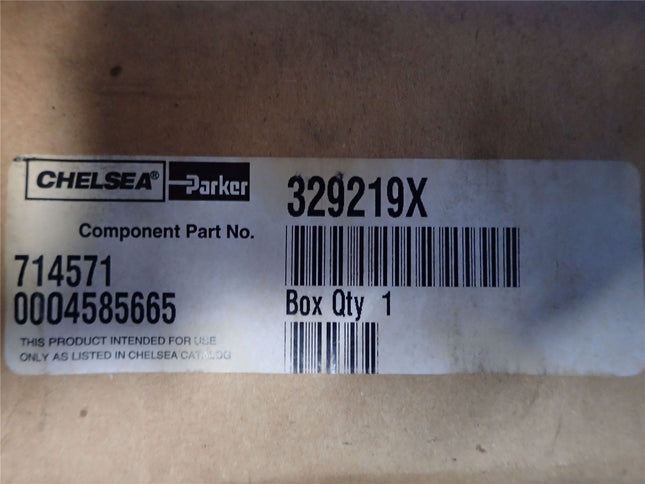 CHELSEA® Parker
329219X
Component Part No.
714571
0004585665
Box Qty 1
THIS PRODUCT INTENDED FOR USE
ONLY AS LISTED IN CHELSEA CATALOG